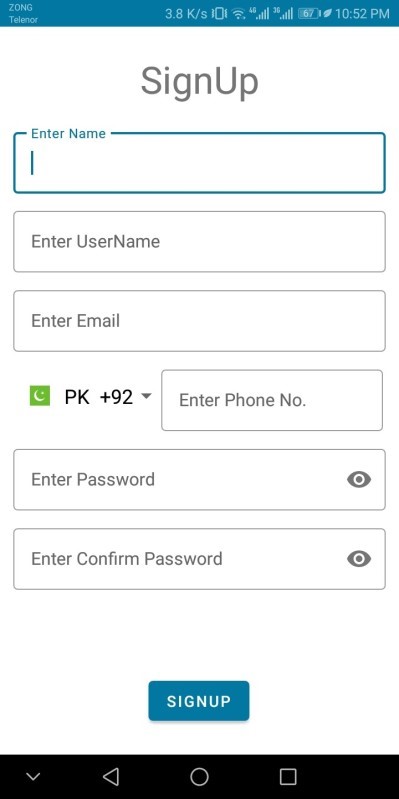 ZONG
Telenor
3.8 K/s 4G 3G 67 10:52 PM
SignUp
Enter Name
Enter UserName
Enter Email
PK +92
Enter Phone No.
Enter Password
Enter Confirm Password
SIGNUP